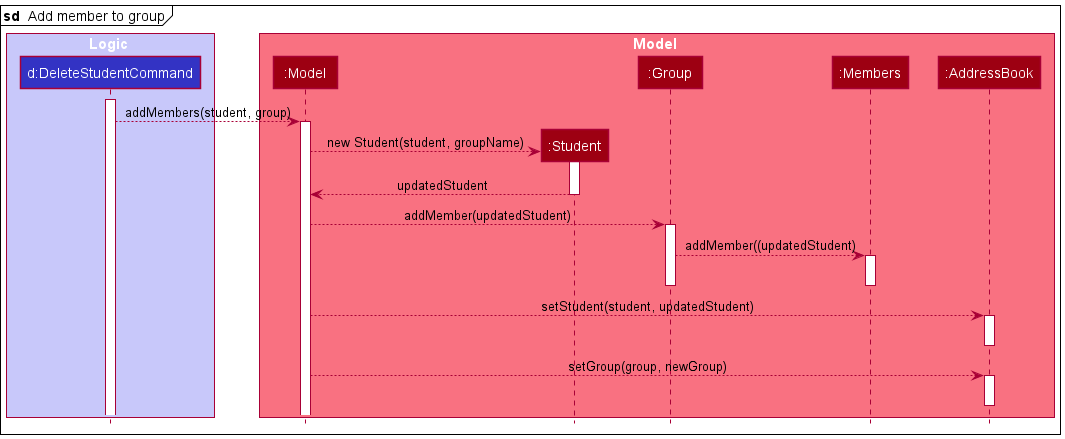 sd Add member to group
Logic
Model
d:DeleteStudentCommand
:Model
:Group
:Members
:AddressBook
addMembers(student, group)
new Student(student, groupName)
:Student
updatedStudent
addMember(updatedStudent)
addMember((updatedStudent)
setStudent(student, updatedStudent)
setGroup(group, newGroup)